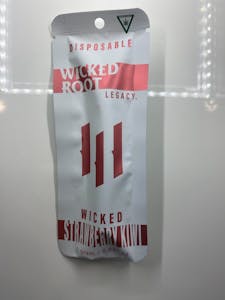 DISPOSABLE
WICKED
ROOT
LEGACY.
WICKED
STRAWBERRY KIWI